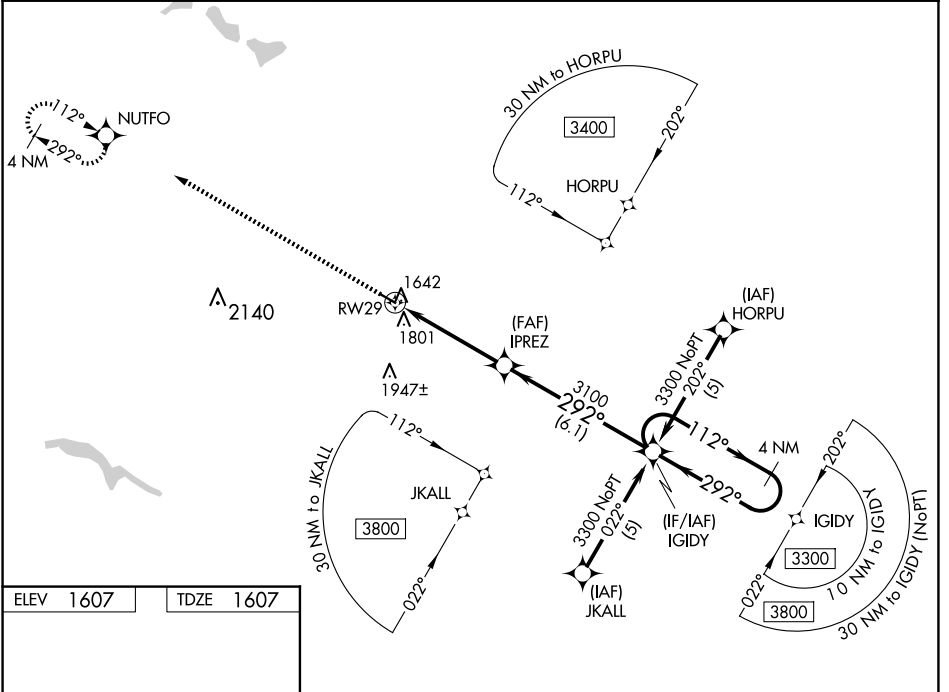 30 NM to HORPU
3400
202°
HORPU
112°
112°
NUTFO
292°
4 NM
1642
RW29
1801
2140
1947±
(FAF)
IPREZ
(IAF)
HORPU
3300 NoPT
202°
(5)
3100
292°
(6.1)
112°
4 NM
292°
(IF/IAF)
IGIDY
3300 NoPT
022°
(5)
(IAF)
JKALL
30 NM to JKALL
112°
JKALL
3800
022°
202°
IGIDY
3300
10 NM to IGIDY
022°
3800
30 NM to IGIDY (NoPT)
ELEV 1607
TDZE 1607